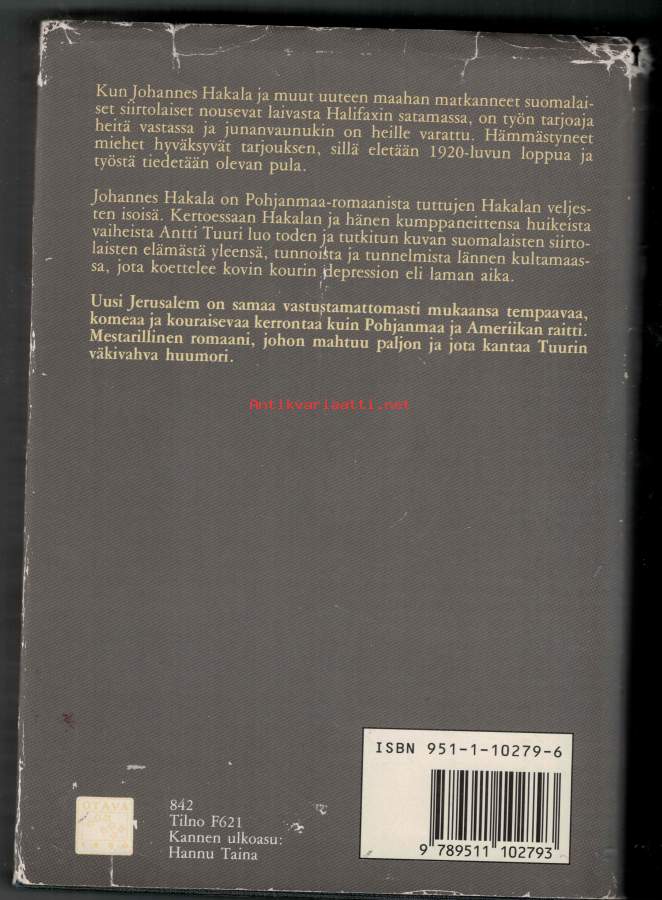 Kun Johannes Hakala ja muut uuteen maahan matkanneet suomalai-
set siirtolaiset nousevat laivasta Halifaxin satamassa, on työn tarjoaja
heitä vastassa ja junanvaunukin on heille varattu. Hämmästyneet
miehet hyväksyvät tarjouksen, sillä eletään 1920-luvun loppua ja
työstä tiedetään olevan pula.
Johannes Hakala on Pohjanmaa-romaanista tuttujen Hakalan veljes-
ten isoisä. Kertoessaan Hakalan ja hänen kumppaneittensa huikeista
vaiheista Antti Tuuri luo toden ja tutkitun kuvan suomalaisten siirto-
laisten elämästä yleensä, tunnoista ja tunnelmista lännen kultamaas-
sa, jota koettelee kovin kourin depression eli laman aika.
Uusi Jerusalem on samaa vastustamattomasti mukaansa tempaavaa,
komeaa ja kouraisevaa kerrontaa kuin Pohjanmaa ja Ameriikan raitti.
Mestarillinen romaani, johon mahtuu paljon ja jota kantaa Tuurin
väkivahva huumori.
Antikvariaatti.net
ISBN 951-1-10279-6
9 789511 102793
OTAVA
842
Tilno F621
Kannen ulkoasu:
Hannu Taina